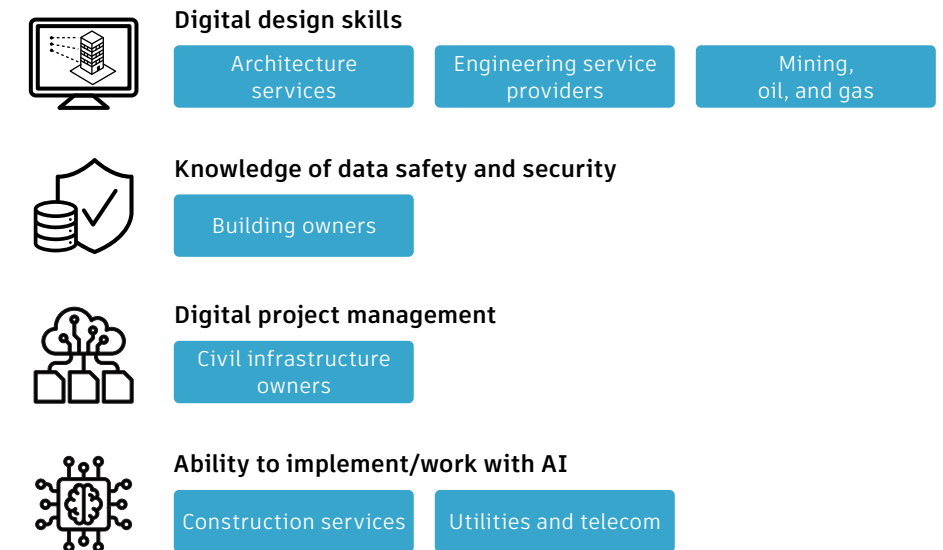 Digital design skills
Architecture
services
Engineering service
providers
Mining,
oil, and gas
Knowledge of data safety and security
Building owners
Digital project management
Civil infrastructure
owners
Ability to implement/work with AI
Construction services
Utilities and telecom